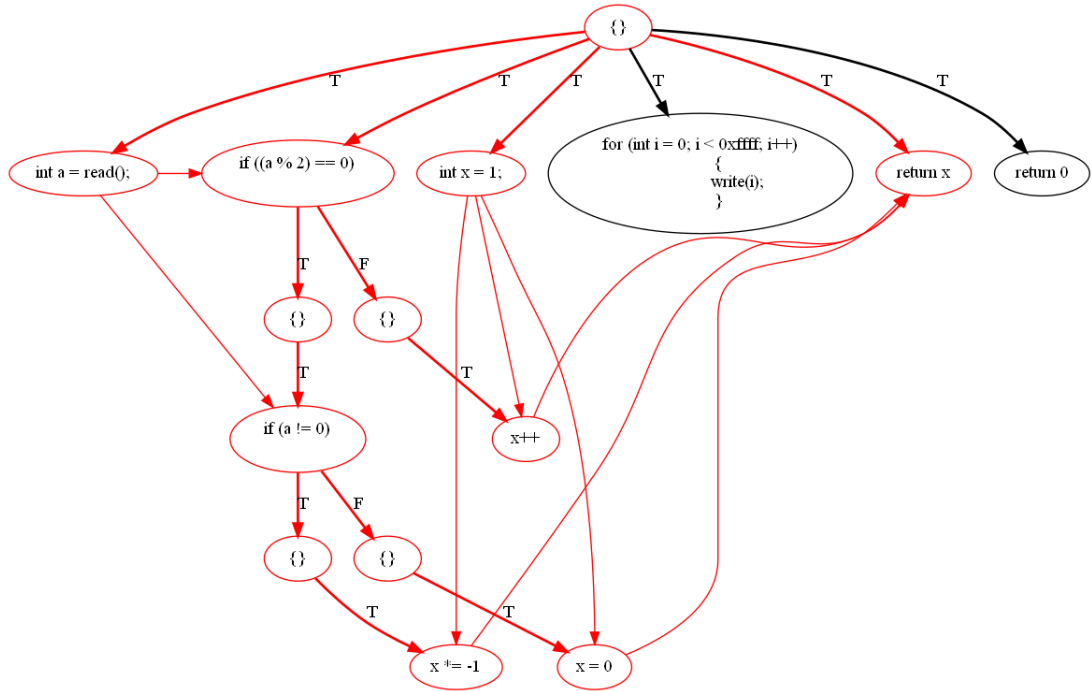 {}
T
T
T
T
T
T
int a = read();
if ((a % 2) == 0)
int x = 1;
for (int i = 0; i < 0xffff; i++)
{
write(i);
}
return x
return 0
T
F
{}
{}
T
T
if (a != 0)
x++
T
F
{}
{}
T
T
x *= -1
x = 0